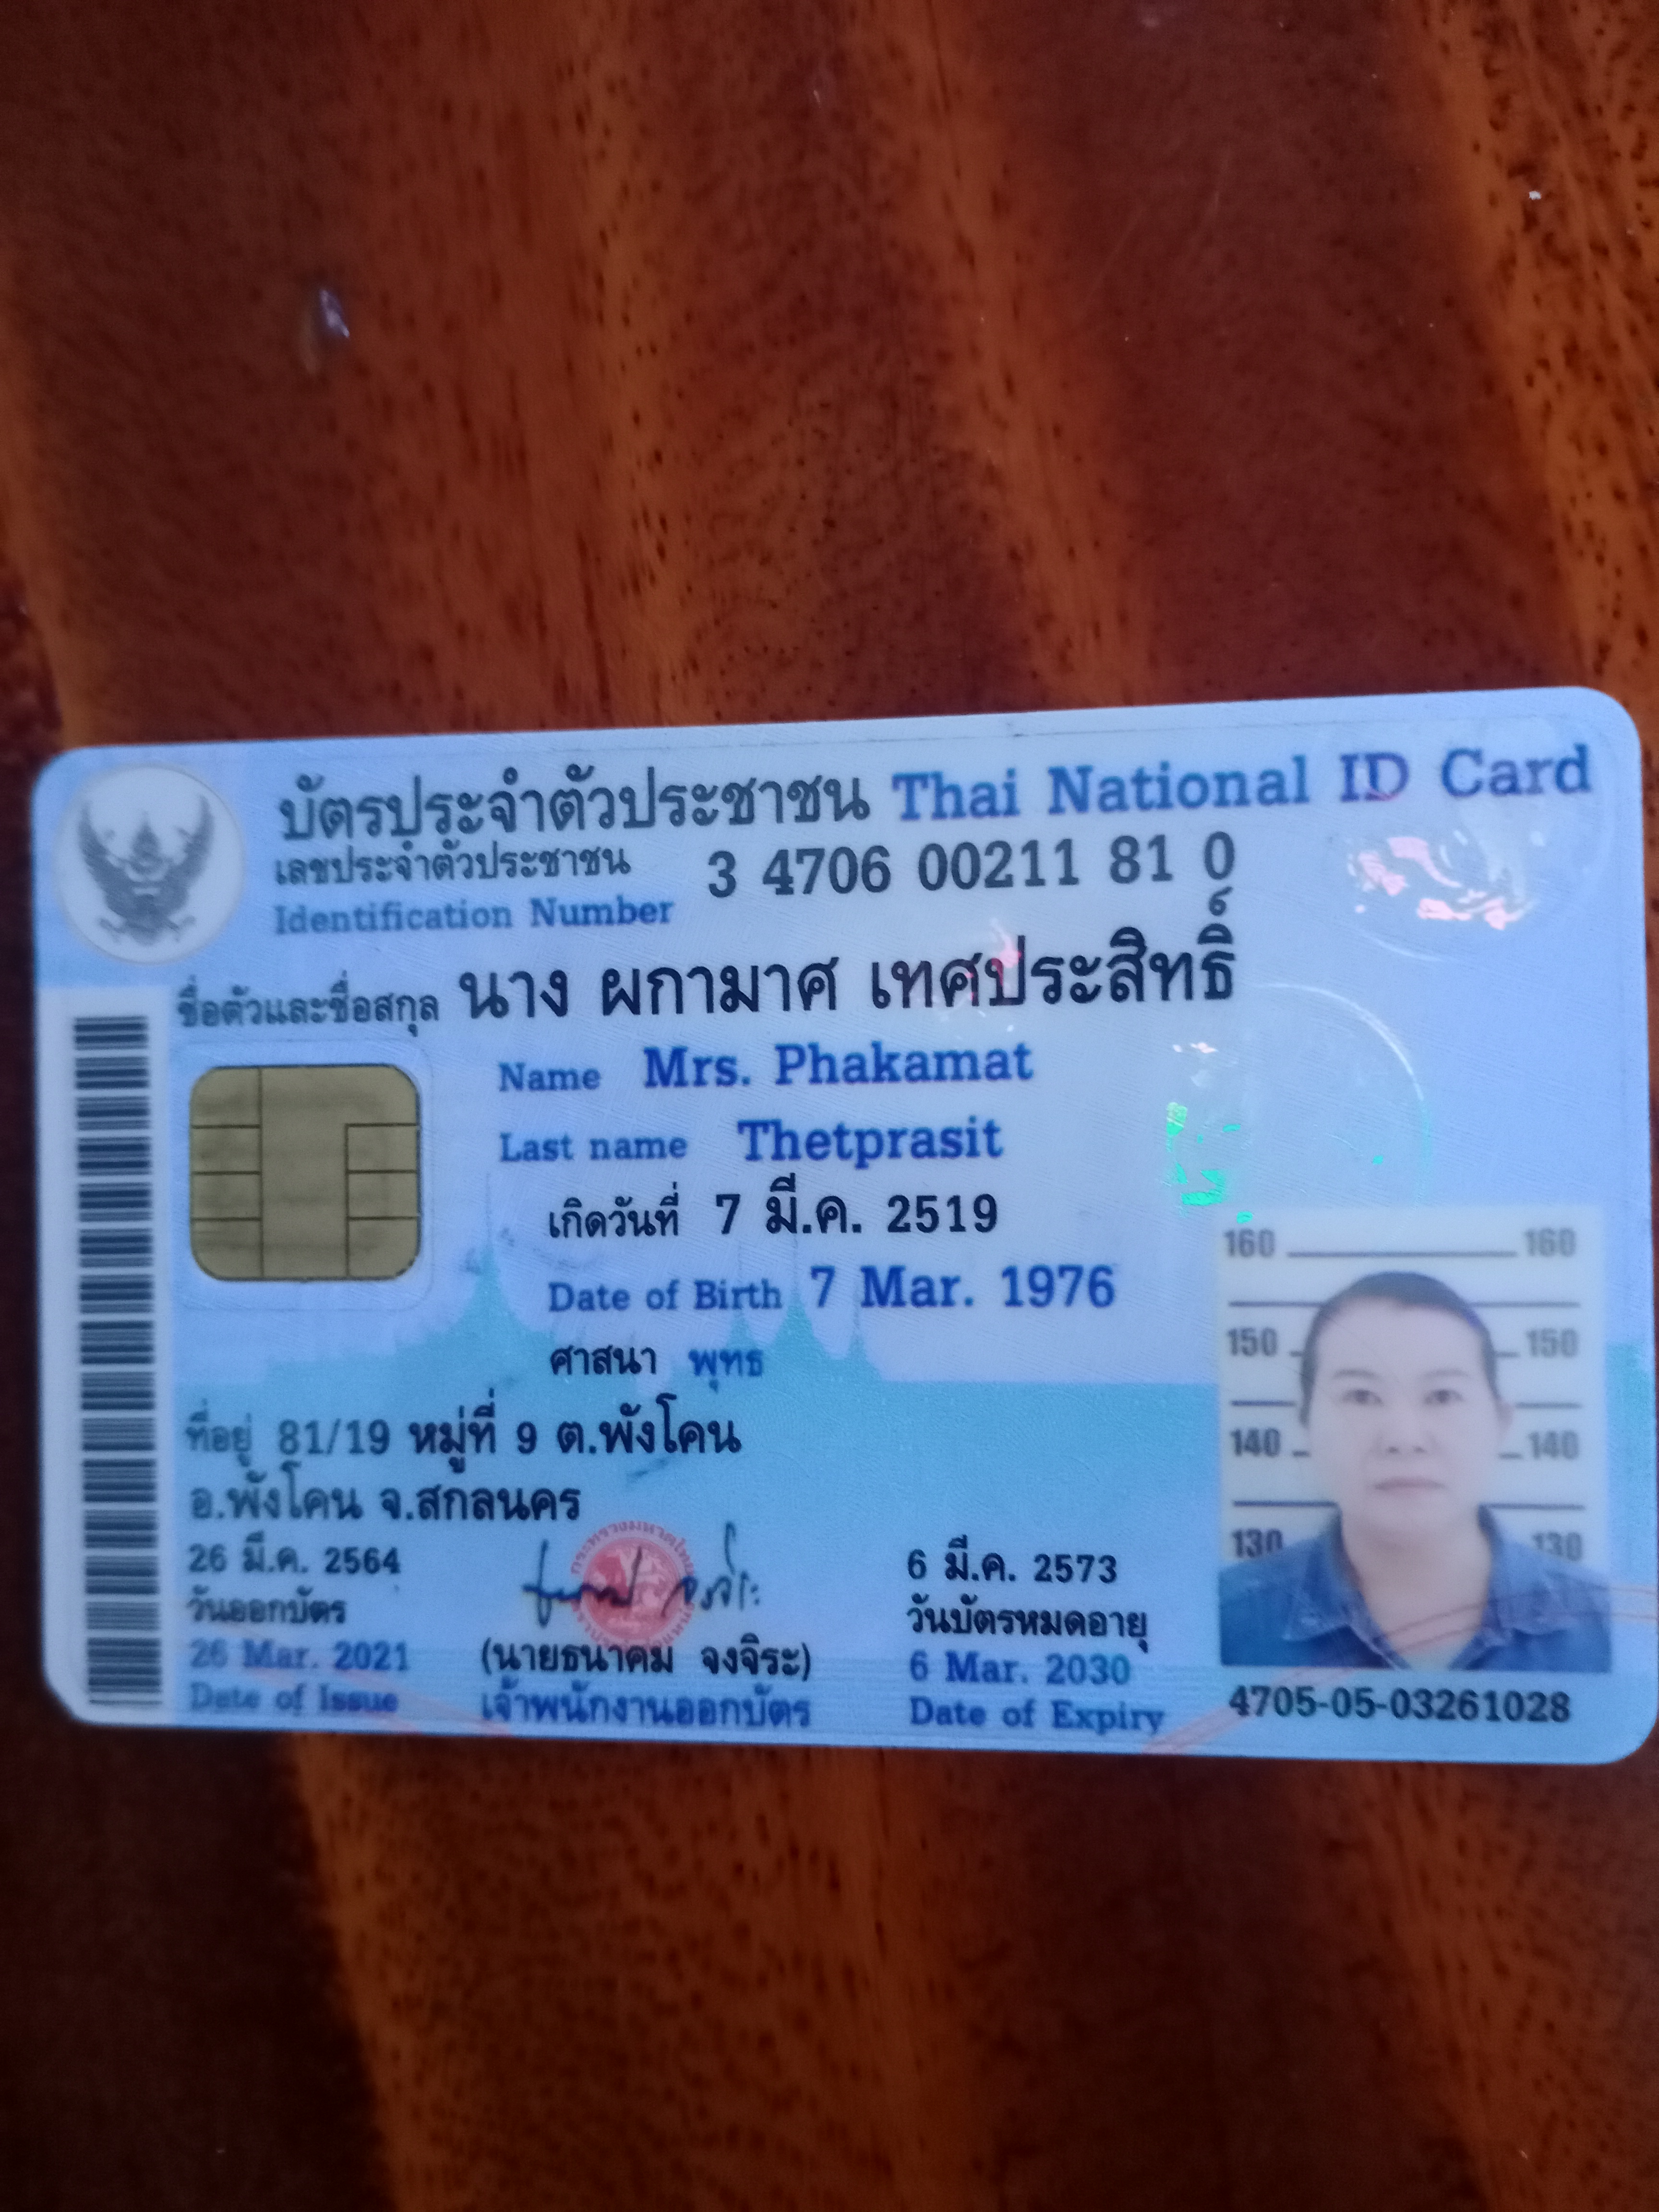 บัตรประจำตัวประชาชน Thai National ID Card
เลขประจำตัวประชาชน
Identification Number
3 4706 00211 81 0
ชื่อตัวและชื่อสกุล นาง ผกามาศ เทศประสิทธิ์
Name Mrs. Phakamat
Last name Thetprasit
เกิดวันที่ 7 มี.ค. 2519
Date of Birth 7 Mar. 1976
ศาสนา พุทธ
ที่อยู่ 81/19 หมู่ที่ 9 ต.พังโคน
อ.พังโคน จ.สกลนคร
26 มี.ค. 2564
วันออกบัตร
26 Mar. 2021
Date of Issue
(นายธนาคม จงจิระ)
เจ้าพนักงานออกบัตร
6 มี.ค. 2573
วันบัตรหมดอายุ
6 Mar. 2030
Date of Expiry
160 160
150 150
140 140
130 130
4705-05-03261028